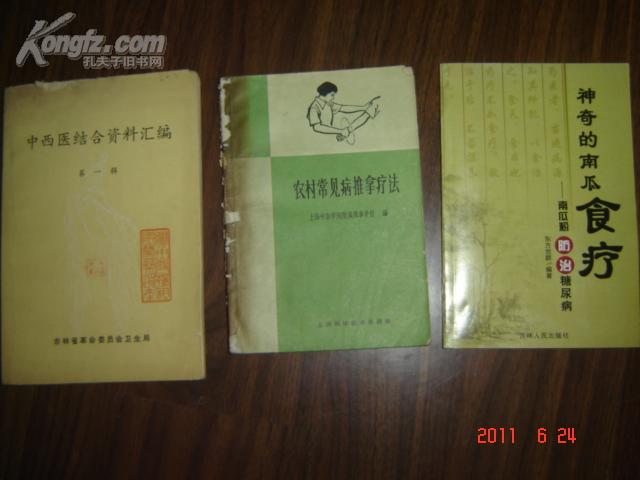 Kongfz.com
孔夫子旧书网
中西医结合资料汇编
第一辑
吉林省革命委员会卫生局
农村常见病推拿疗法
上海中医学院附属推拿学校 编
上海科学技术出版社
神奇的南瓜
食疗
——南瓜粉防治糖尿病
编著
吉林人民出版社
2011 6 24